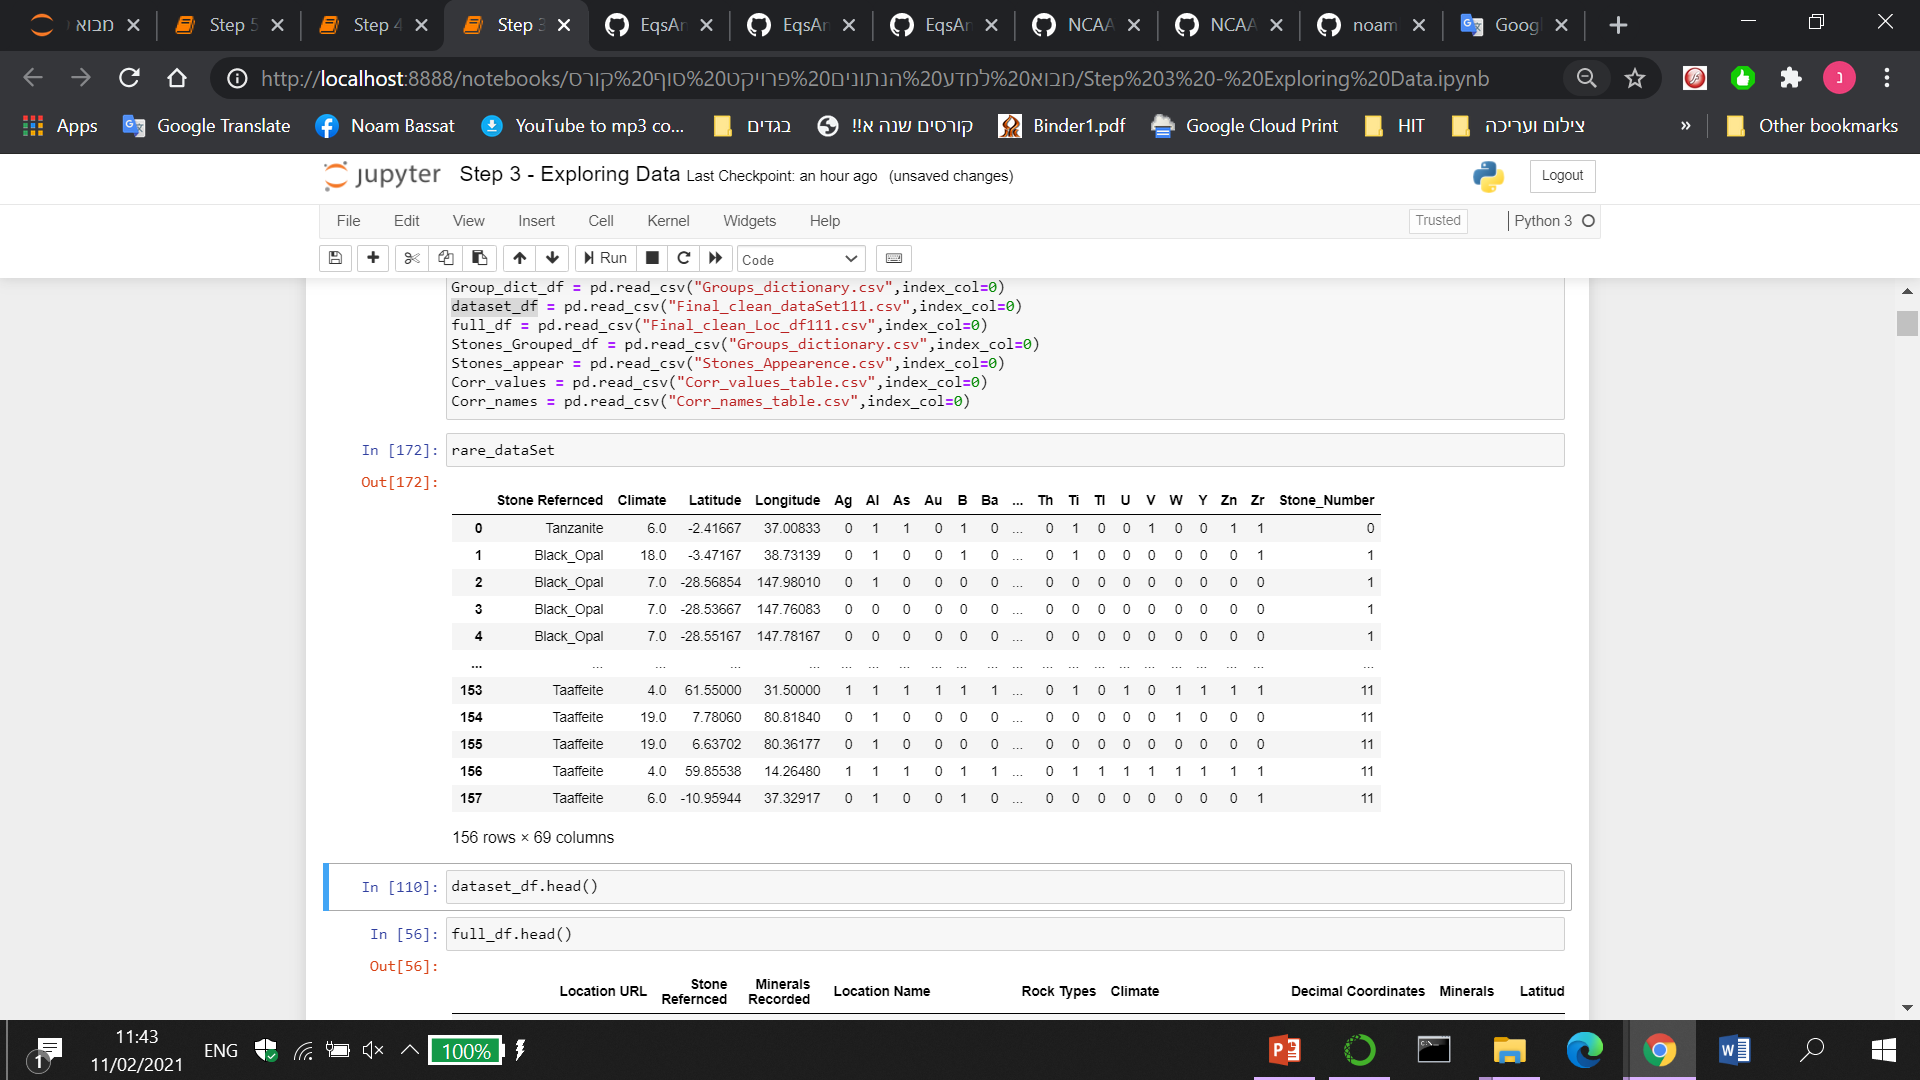 מבוא
Step 5
Step 4
Step 3
EqsAn
EqsAn
EqsAn
NCAA
NCAA
noam
Googl
http://localhost:8888/notebooks/מבוא%20למדע%20הנתונים%20פרויקט%20סוף%20קורס/Step%203%20-%20Exploring%20Data.ipynb
נ
Apps
Google Translate
Noam Bassat
YouTube to mp3 co...
בגדים
קורסים שנה א!!
Binder1.pdf
Google Cloud Print
HIT
צילום ועריכה
»
Other bookmarks
jupyter Step 3 - Exploring Data Last Checkpoint: an hour ago (unsaved changes)
Logout
File Edit View Insert Cell Kernel Widgets Help
Trusted
Python 3
Run
Code
Group_dict_df = pd.read_csv("Groups_dictionary.csv",index_col=0)
dataset_df = pd.read_csv("Final_clean_dataSet111.csv",index_col=0)
full_df = pd.read_csv("Final_clean_Loc_df111.csv",index_col=0)
Stones_Grouped_df = pd.read_csv("Groups_dictionary.csv",index_col=0)
Stones_appear = pd.read_csv("Stones_Appearence.csv",index_col=0)
Corr_values = pd.read_csv("Corr_values_table.csv",index_col=0)
Corr_names = pd.read_csv("Corr_names_table.csv",index_col=0)
In [172]: rare_dataSet
Out[172]:
Stone Refernced Climate Latitude Longitude Ag Al As Au B Ba ... Th Ti Tl U V W Y Zn Zr Stone_Number
0 Tanzanite 6.0 -2.41667 37.00833 0 1 1 0 1 0 ... 0 1 0 0 1 0 0 1 1 0
1 Black_Opal 18.0 -3.47167 38.73139 0 1 0 0 1 0 ... 0 1 0 0 0 0 0 0 1 1
2 Black_Opal 7.0 -28.56854 147.98010 0 1 0 0 0 0 ... 0 0 0 0 0 0 0 0 0 1
3 Black_Opal 7.0 -28.53667 147.76083 0 0 0 0 0 0 ... 0 0 0 0 0 0 0 0 0 1
4 Black_Opal 7.0 -28.55167 147.78167 0 0 0 0 0 0 ... 0 0 0 0 0 0 0 0 0 1
... ... ... ... ... ... ... ... ... ... ... ... ... ... ... ... ... ... ... ... ... ...
153 Taaffeite 4.0 61.55000 31.50000 1 1 1 1 1 1 ... 0 1 0 1 0 1 1 1 1 11
154 Taaffeite 19.0 7.78060 80.81840 0 1 0 0 0 0 ... 0 0 0 0 0 1 0 0 0 11
155 Taaffeite 19.0 6.63702 80.36177 0 1 0 0 0 0 ... 0 0 0 0 0 0 0 0 0 11
156 Taaffeite 4.0 59.85538 14.26480 1 1 1 0 1 1 ... 0 1 1 1 1 1 1 1 1 11
157 Taaffeite 6.0 -10.95944 37.32917 0 1 0 0 1 0 ... 0 0 0 0 0 0 0 0 1 11
156 rows × 69 columns
In [110]: dataset_df.head()
In [56]: full_df.head()
Out[56]:
Location URL Stone Refernced Minerals Recorded Location Name Rock Types Climate Decimal Coordinates Minerals Latitud
1
11:43
11/02/2021
ENG
100%